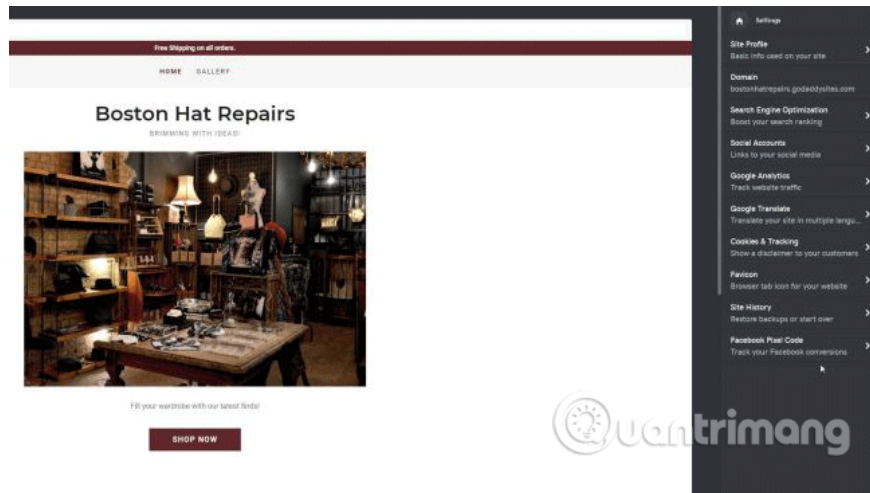 Free Shipping on all orders.
HOME GALLERY
Boston Hat Repairs
BRIMMING WITH IDEAS!
Fill your wardrobe with our latest finds!
SHOP NOW
Settings
Site Profile
Basic info used on your site
Domain
bostonhatrepairs.godaddysites.com
Search Engine Optimization
Boost your search ranking
Social Accounts
Links to your social media
Google Analytics
Track website traffic
Google Translate
Translate your site in multiple langu...
Cookies & Tracking
Show a disclaimer to your customers
Favicon
Browser tab icon for your website
Site History
Restore backups or start over
Facebook Pixel Code
Track your Facebook conversions
Quantrimang